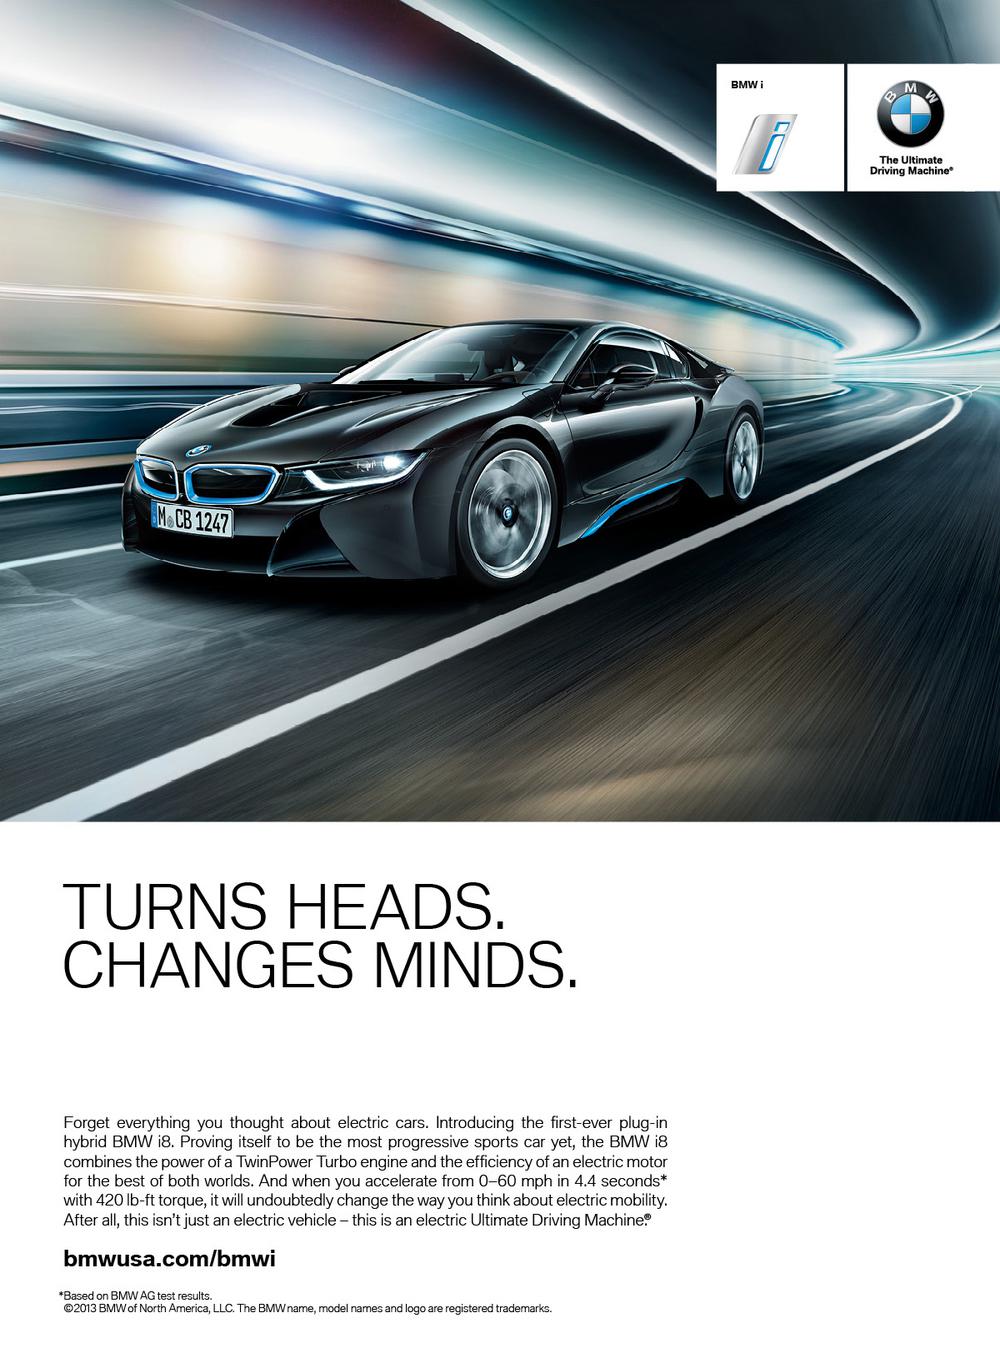 BMW i
BMW
The Ultimate
Driving Machine®
M CB 1247
TURNS HEADS.
CHANGES MINDS.
Forget everything you thought about electric cars. Introducing the first-ever plug-in
hybrid BMW i8. Proving itself to be the most progressive sports car yet, the BMW i8
combines the power of a TwinPower Turbo engine and the efficiency of an electric motor
for the best of both worlds. And when you accelerate from 0–60 mph in 4.4 seconds*
with 420 lb-ft torque, it will undoubtedly change the way you think about electric mobility.
After all, this isn't just an electric vehicle – this is an electric Ultimate Driving Machine.®
bmwusa.com/bmwi
*Based on BMW AG test results.
©2013 BMW of North America, LLC. The BMW name, model names and logo are registered trademarks.